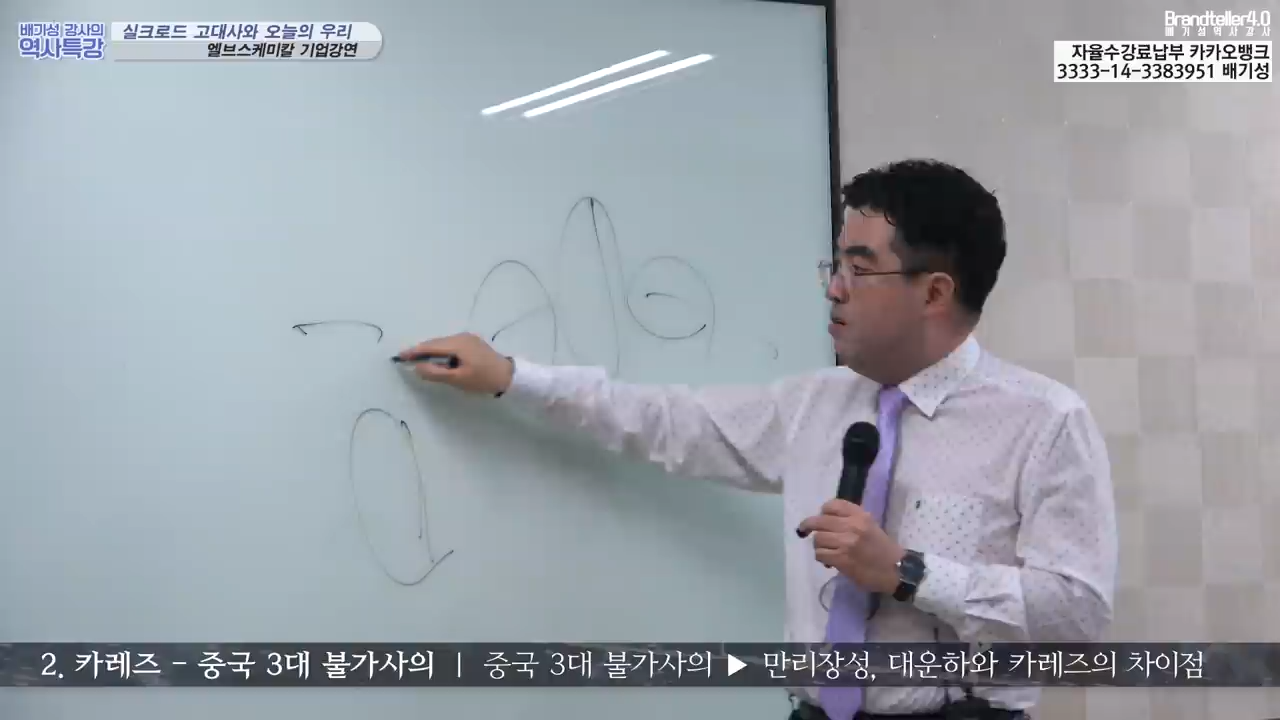 배기성 강사의
역사특강
실크로드 고대사와 오늘의 우리
엘브스케미칼 기업강연
Brandteller4.0
배기성역사강사
자율수강료납부 카카오뱅크
3333-14-3383951 배기성
2. 카레즈 - 중국 3대 불가사의 | 중국 3대 불가사의 ▶ 만리장성, 대운하와 카레즈의 차이점